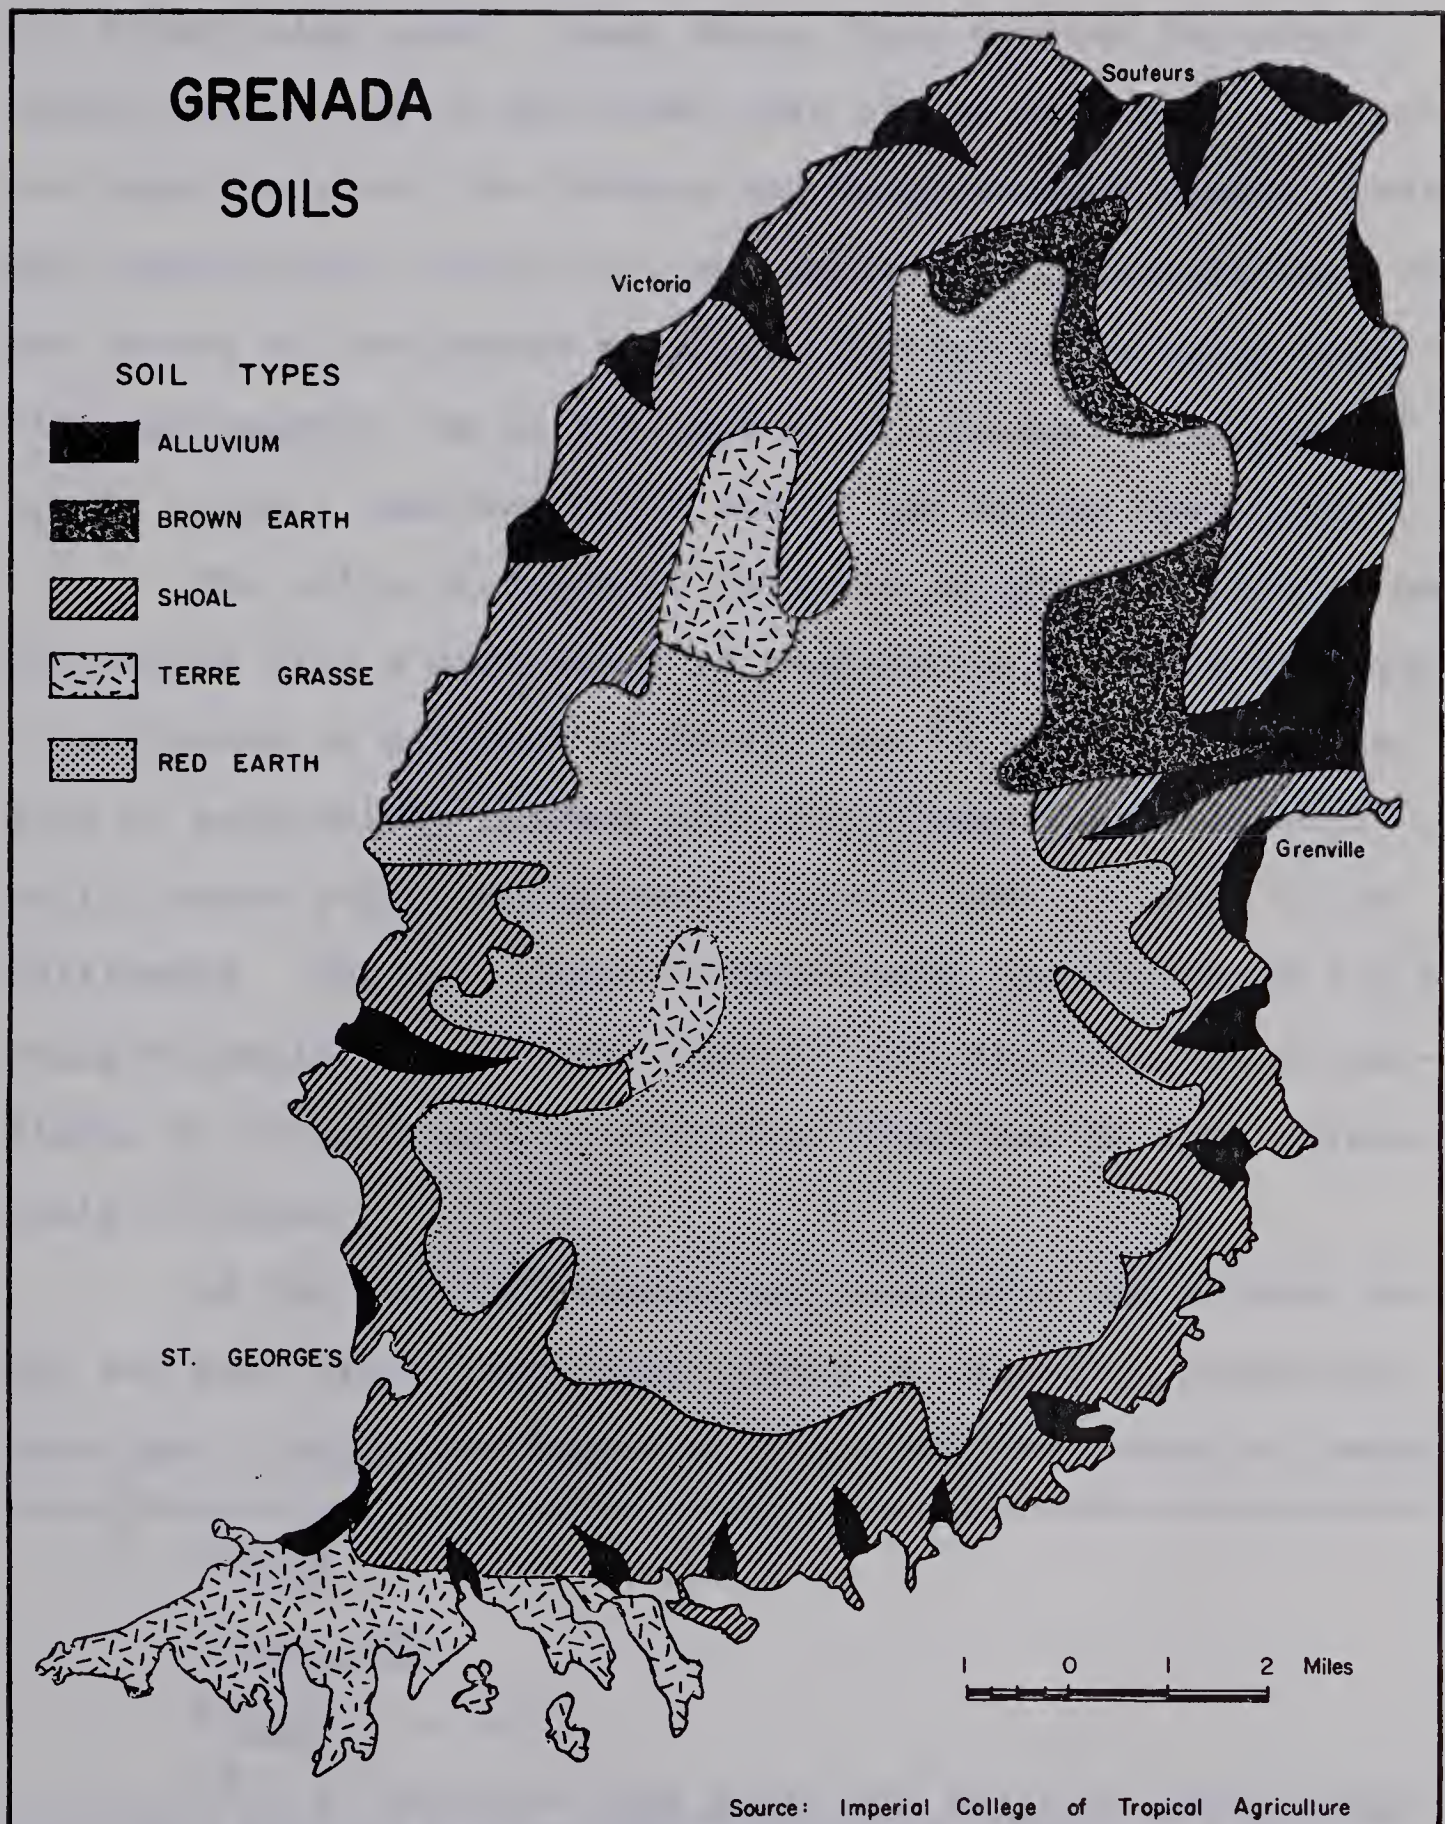 GRENADA
SOILS
Sauteurs
Victoria
SOIL TYPES
ALLUVIUM
BROWN EARTH
SHOAL
TERRE GRASSE
RED EARTH
Grenville
ST. GEORGE'S
1 0 1 2 Miles
Source: Imperial College of Tropical Agriculture